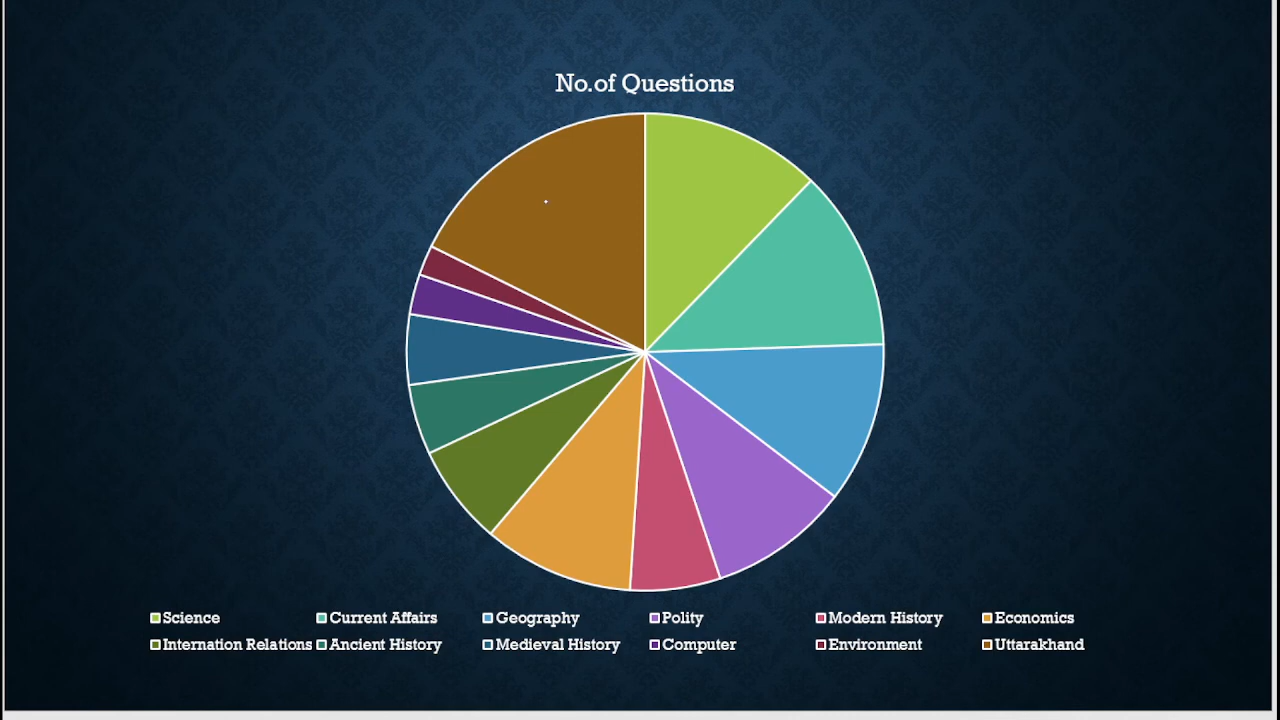 No.of Questions
Science Current Affairs Geography Polity Modern History Economics
Internation Relations Ancient History Medieval History Computer Environment Uttarakhand